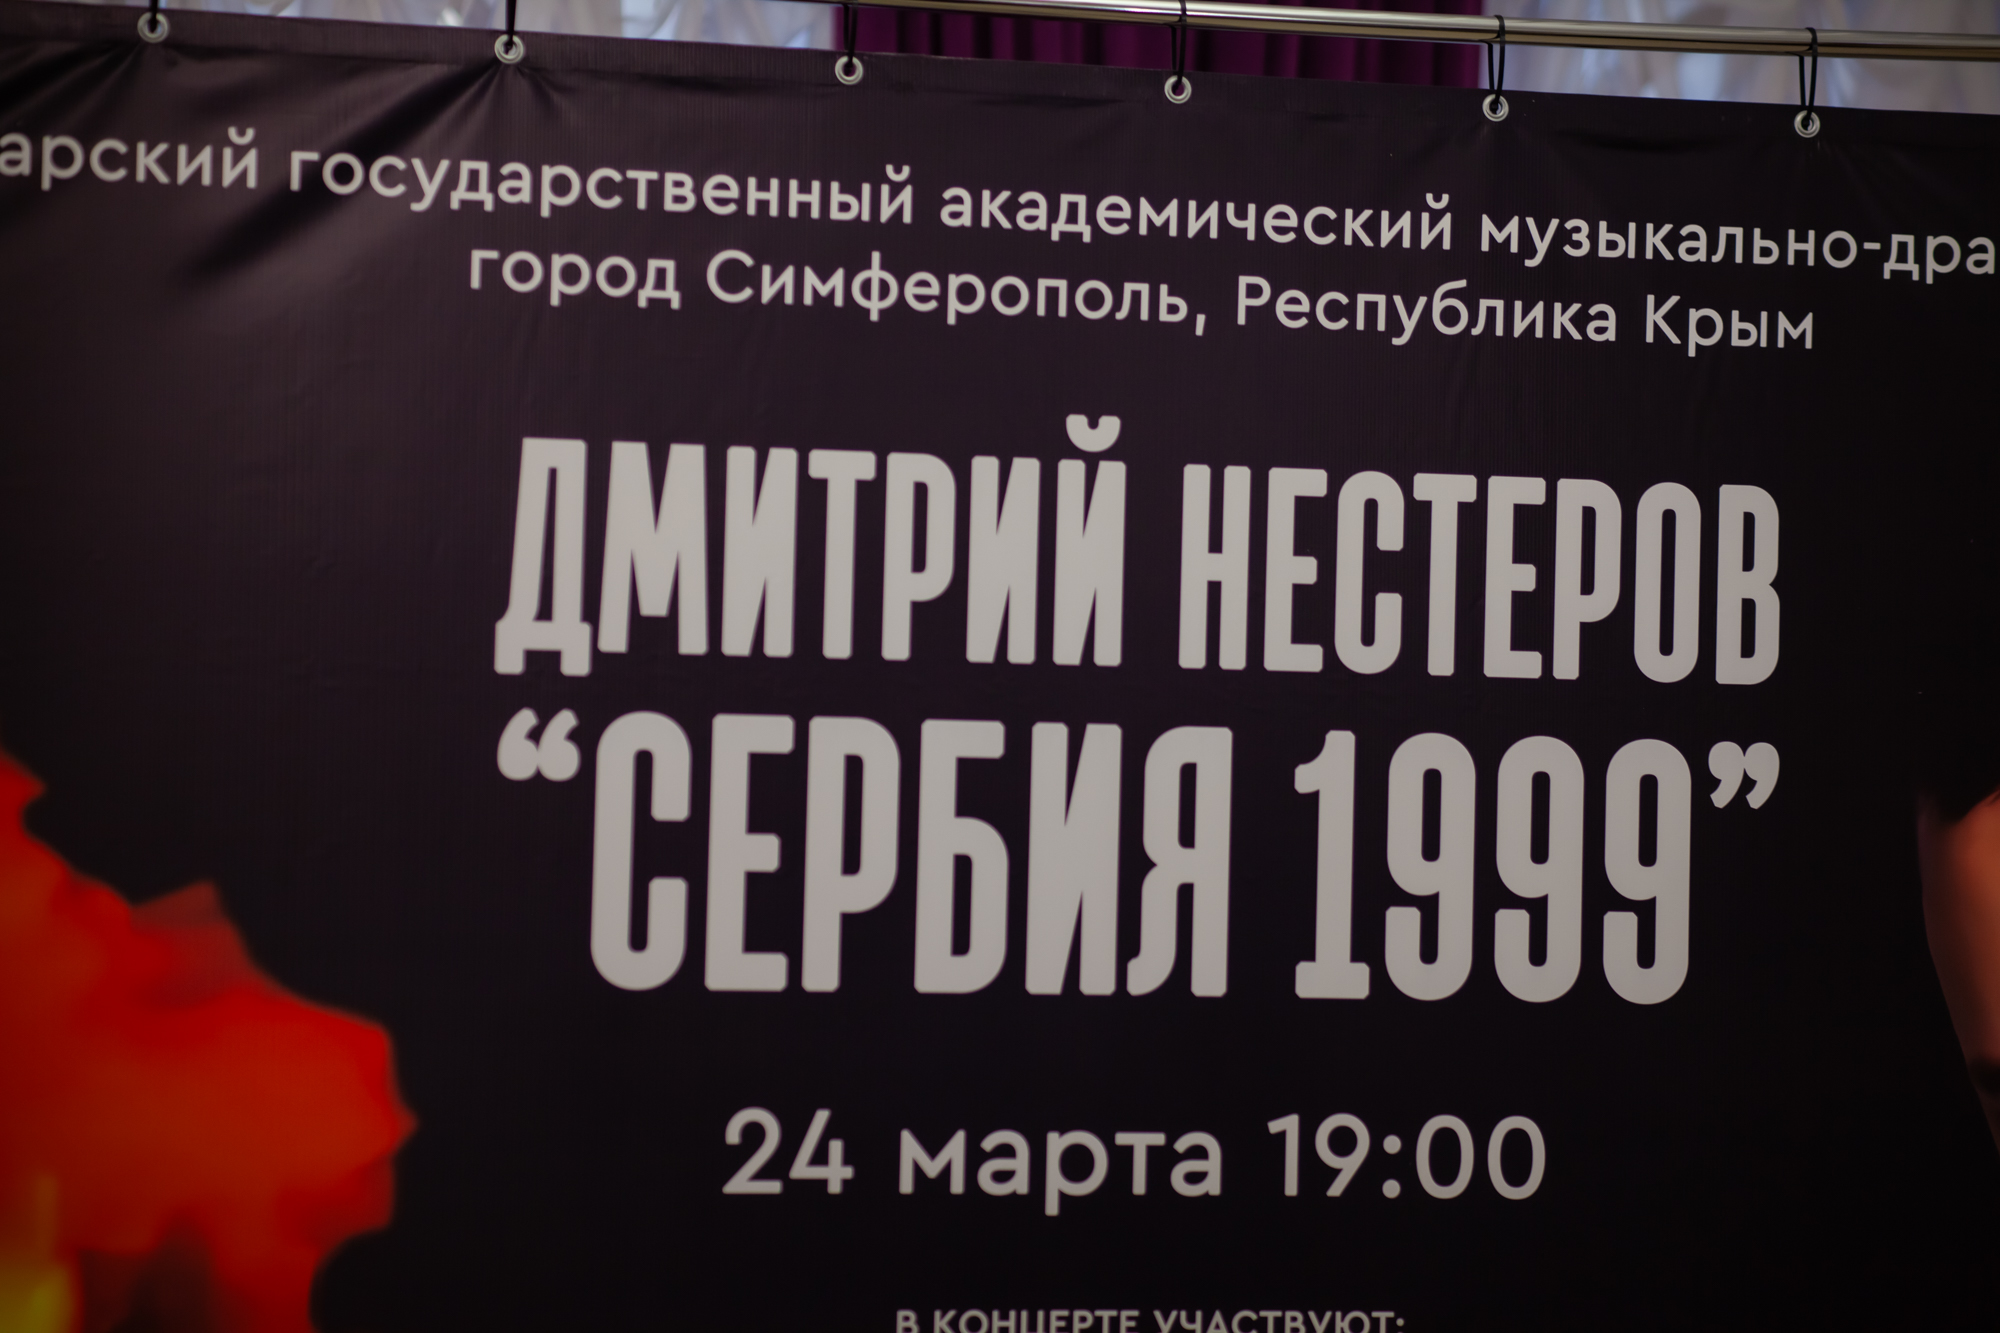 арский государственный академический музыкально-дра
город Симферополь, Республика Крым
ДМИТРИЙ НЕСТЕРОВ
“СЕРБИЯ 1999”
24 марта 19:00
В КОНЦЕРТЕ УЧАСТВУЮТ: